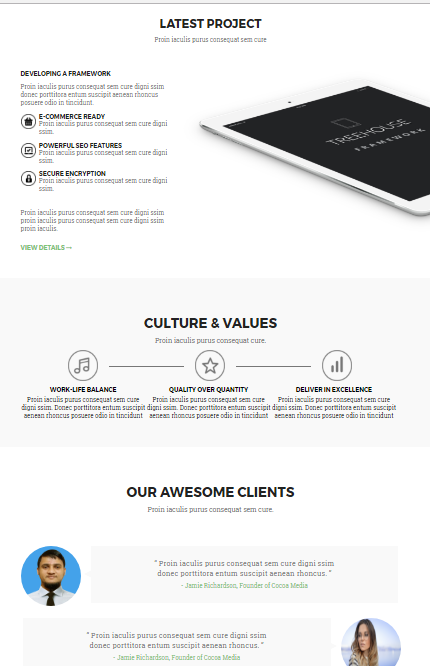 LATEST PROJECT
Proin iaculis purus consequat sem cure
DEVELOPING A FRAMEWORK
Proin iaculis purus consequat sem cure digni ssim
donec porttitora entum suscipit aenean rhoncus
posuere odio in tincidunt.
E-COMMERCE READY
Proin iaculis purus consequat sem cure digni
ssim.
POWERFUL SEO FEATURES
Proin iaculis purus consequat sem cure digni
ssim.
SECURE ENCRYPTION
Proin iaculis purus consequat sem cure digni
ssim.
TREEHOUSE
FRAMEWORK
Proin iaculis purus consequat sem cure digni ssim
proin iaculis purus consequat sem cure digni ssim
proin iaculis.
VIEW DETAILS →
CULTURE & VALUES
Proin iaculis purus consequat cure.
WORK-LIFE BALANCE
Proin iaculis purus consequat sem cure
digni ssim. Donec porttitora entum suscipit
aenean rhoncus posuere odio in tincidunt
QUALITY OVER QUANTITY
Proin iaculis purus consequat sem cure
digni ssim. Donec porttitora entum suscipit
aenean rhoncus posuere odio in tincidunt
DELIVER IN EXCELLENCE
Proin iaculis purus consequat sem cure
digni ssim. Donec porttitora entum suscipit
aenean rhoncus posuere odio in tincidunt
OUR AWESOME CLIENTS
Proin iaculis purus consequat sem cure.
" Proin iaculis purus consequat sem cure digni ssim
donec porttitora entum suscipit aenean rhoncus. "
- Jamie Richardson, Founder of Cocoa Media
" Proin iaculis purus consequat sem cure digni ssim
donec porttitora entum suscipit aenean rhoncus. "
- Jamie Richardson, Founder of Cocoa Media